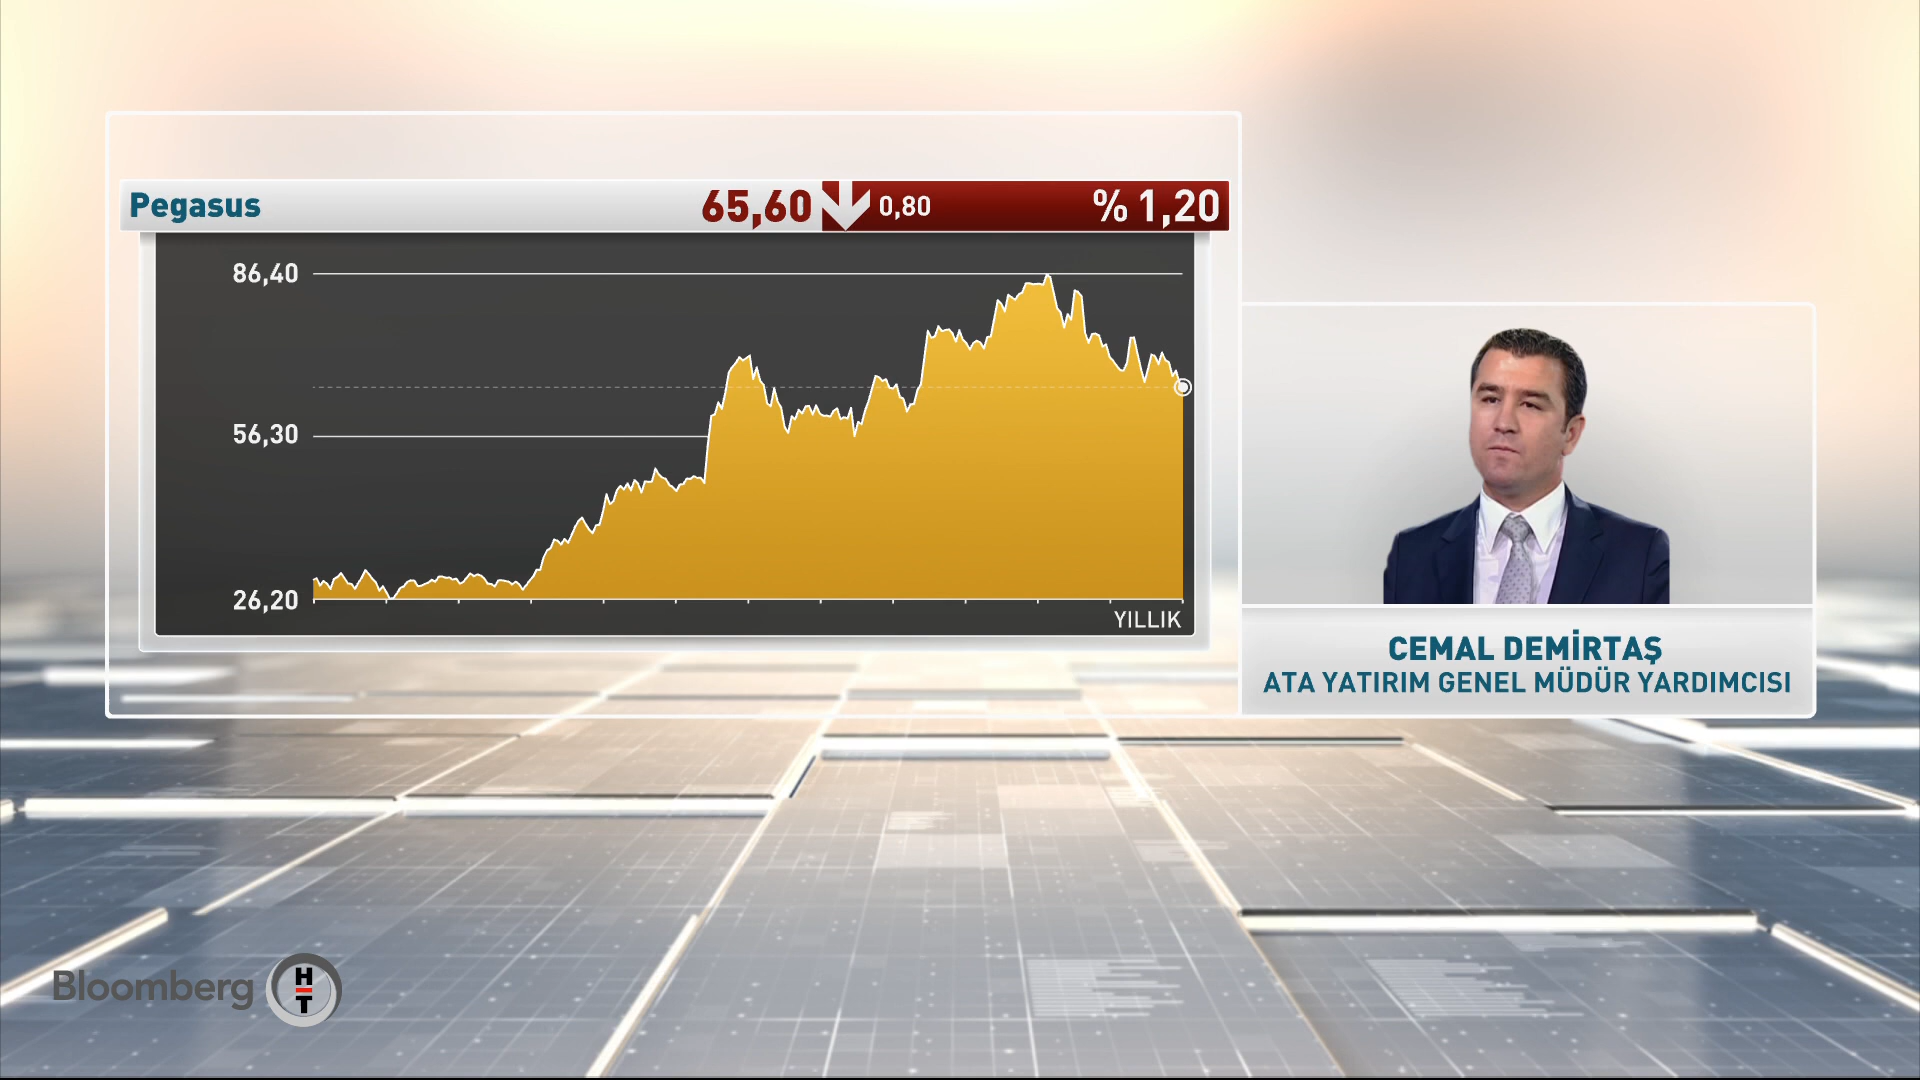 Pegasus 65,60 0,80 % 1,20
86,40
56,30
26,20
YILLIK
CEMAL DEMİRTAŞ
ATA YATIRIM GENEL MÜDÜR YARDIMCISI
Bloomberg HT